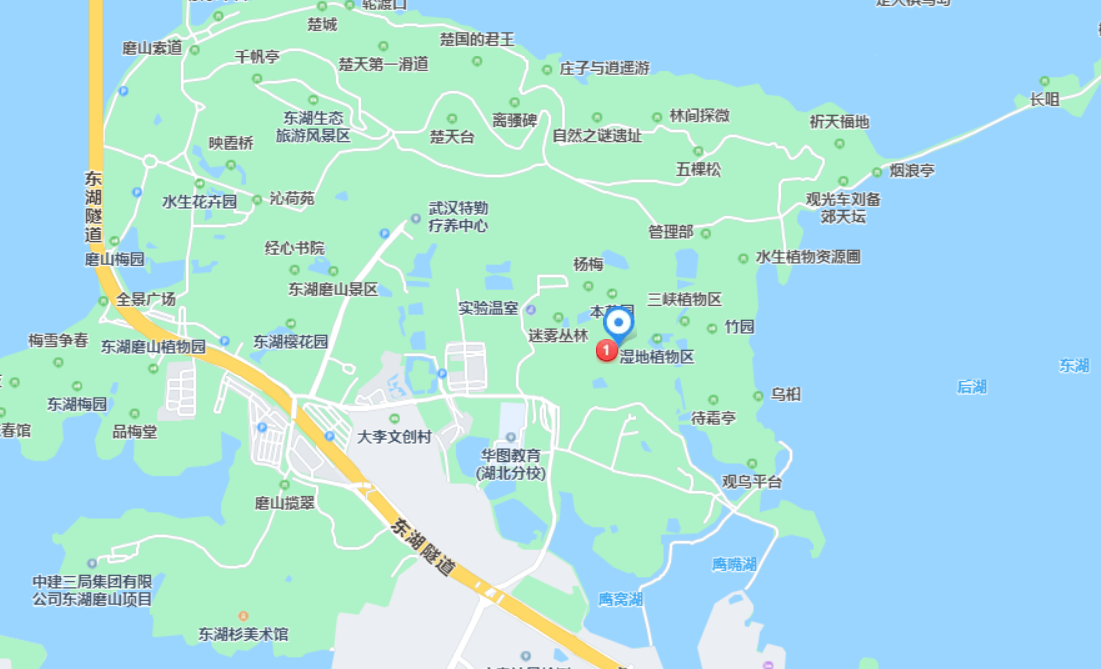 轮渡口
楚城
磨山索道
千帆亭
楚国的君王
楚天第一滑道
庄子与逍遥游
长咀
东湖生态
旅游风景区
楚天台
离骚碑
自然之谜遗址
林间探微
祈天福地
映霞桥
五棵松
烟浪亭
东湖隧道
水生花卉园
沁荷苑
武汉特勤
疗养中心
观光车刘备
郊天坛
管理部
磨山梅园
经心书院
水生植物资源圃
杨梅
东湖磨山景区
全景广场
实验温室
三峡植物区
竹园
迷雾丛林
梅雪争春
东湖磨山植物园
东湖樱花园
1
湿地植物区
东湖
后湖
乌桕
东湖梅园
待霜亭
品梅堂
春馆
大李文创村
华图教育
(湖北分校)
观鸟平台
磨山揽翠
东湖隧道
鹰嘴湖
中建三局集团有限
公司东湖磨山项目
鹰窝湖
东湖杉美术馆